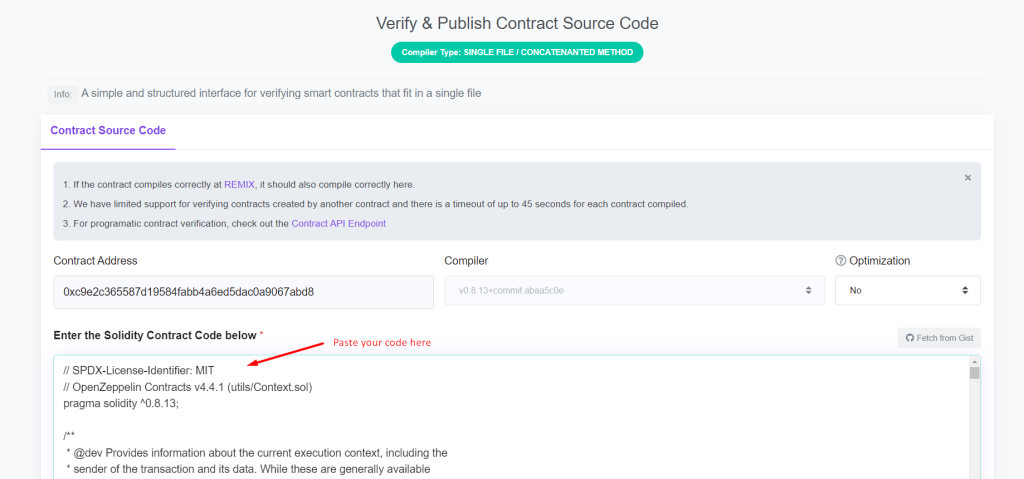 Verify & Publish Contract Source Code
Compiler Type: SINGLE FILE / CONCATENANTED METHOD
Info: A simple and structured interface for verifying smart contracts that fit in a single file
Contract Source Code
1. If the contract compiles correctly at REMIX, it should also compile correctly here.
2. We have limited support for verifying contracts created by another contract and there is a timeout of up to 45 seconds for each contract compiled.
3. For programatic contract verification, check out the Contract API Endpoint
Contract Address Compiler Optimization
0xc9e2c365587d19584fabb4a6ed5dac0a9067abd8 v0.8.13+commit.abaa5c0e No
Enter the Solidity Contract Code below * Paste your code here Fetch from Gist
// SPDX-License-Identifier: MIT
// OpenZeppelin Contracts v4.4.1 (utils/Context.sol)
pragma solidity ^0.8.13;
/**
* @dev Provides information about the current execution context, including the
* sender of the transaction and its data. While these are generally available